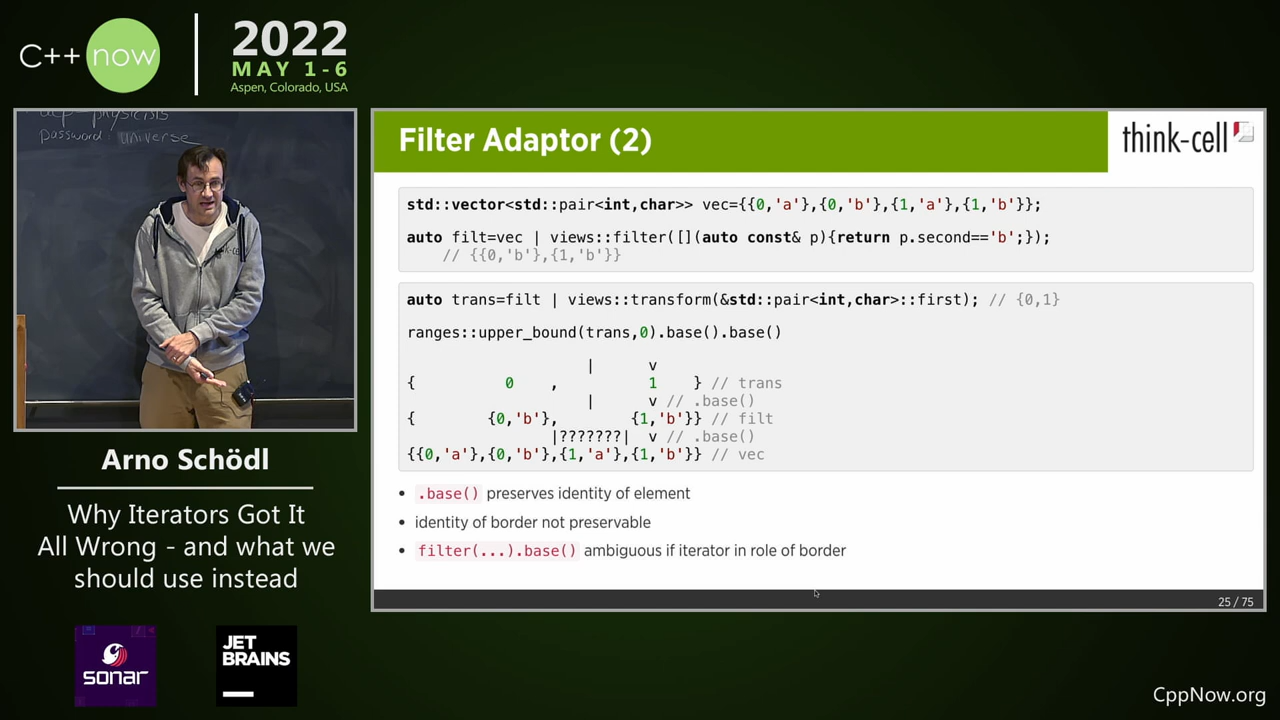 C++ now
2022
MAY 1-6
Aspen, Colorado, USA
dep-physicists
password universe
Arno Schödl
Why Iterators Got It
All Wrong - and what we
should use instead
sonar
JET
BRAINS
Filter Adaptor (2)
think-cell
std::vector<std::pair<int,char>> vec={{0,'a'},{0,'b'},{1,'a'},{1,'b'}};
auto filt=vec | views::filter([](auto const& p){return p.second=='b';});
// {{0,'b'},{1,'b'}}
auto trans=filt | views::transform(&std::pair<int,char>::first); // {0,1}
ranges::upper_bound(trans,0).base().base()
| v
{ 0 , 1 } // trans
| v // .base()
{ {0,'b'}, {1,'b'}} // filt
|???????| v // .base()
{{0,'a'},{0,'b'},{1,'a'},{1,'b'}} // vec
• .base() preserves identity of element
• identity of border not preservable
• filter(...).base() ambiguous if iterator in role of border
25 / 75
CppNow.org